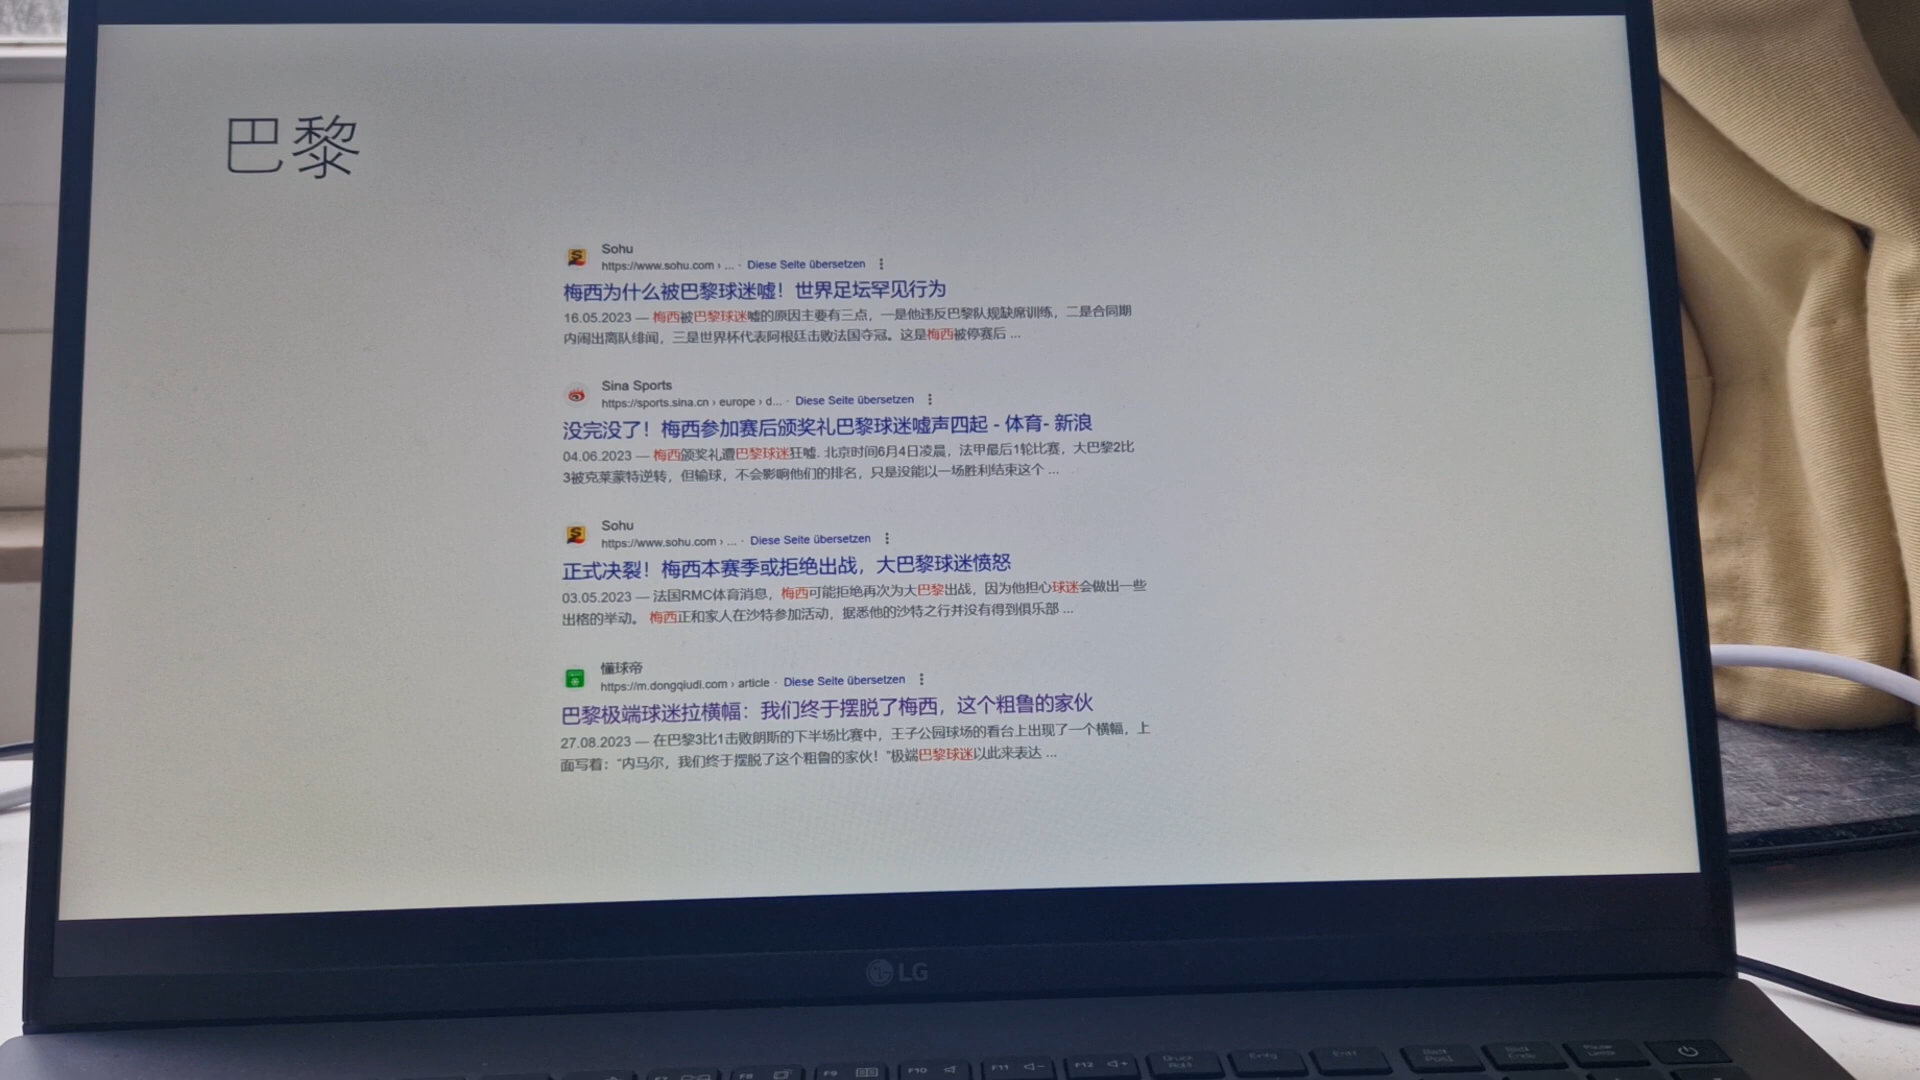 巴黎
Sohu
https://www.sohu.com › ... · Diese Seite übersetzen
梅西为什么被巴黎球迷嘘！世界足坛罕见行为
16.05.2023 — 梅西被巴黎球迷嘘的原因主要有三点，一是他违反巴黎队规缺席训练，二是合同期
内闹出离队绯闻，三是世界杯代表阿根廷击败法国夺冠。这是梅西被停赛后 ...
Sina Sports
https://sports.sina.cn › europe › d... · Diese Seite übersetzen
没完没了！梅西参加赛后颁奖礼巴黎球迷嘘声四起 - 体育- 新浪
04.06.2023 — 梅西颁奖礼遭巴黎球迷狂嘘. 北京时间6月4日凌晨，法甲最后1轮比赛，大巴黎2比
3被克莱蒙特逆转，但输球，不会影响他们的排名，只是没能以一场胜利结束这个 ...
Sohu
https://www.sohu.com › ... · Diese Seite übersetzen
正式决裂！梅西本赛季或拒绝出战，大巴黎球迷愤怒
03.05.2023 — 法国RMC体育消息，梅西可能拒绝再次为大巴黎出战，因为他担心球迷会做出一些
出格的举动。 梅西正和家人在沙特参加活动，据悉他的沙特之行并没有得到俱乐部 ...
懂球帝
https://m.dongqiudi.com › article · Diese Seite übersetzen
巴黎极端球迷拉横幅：我们终于摆脱了梅西，这个粗鲁的家伙
27.08.2023 — 在巴黎3比1击败朗斯的下半场比赛中，王子公园球场的看台上出现了一个横幅，上
面写着：“内马尔，我们终于摆脱了这个粗鲁的家伙！”极端巴黎球迷以此来表达 ...
LG
F8 F9 F10 F11 F12 Einfg Entf